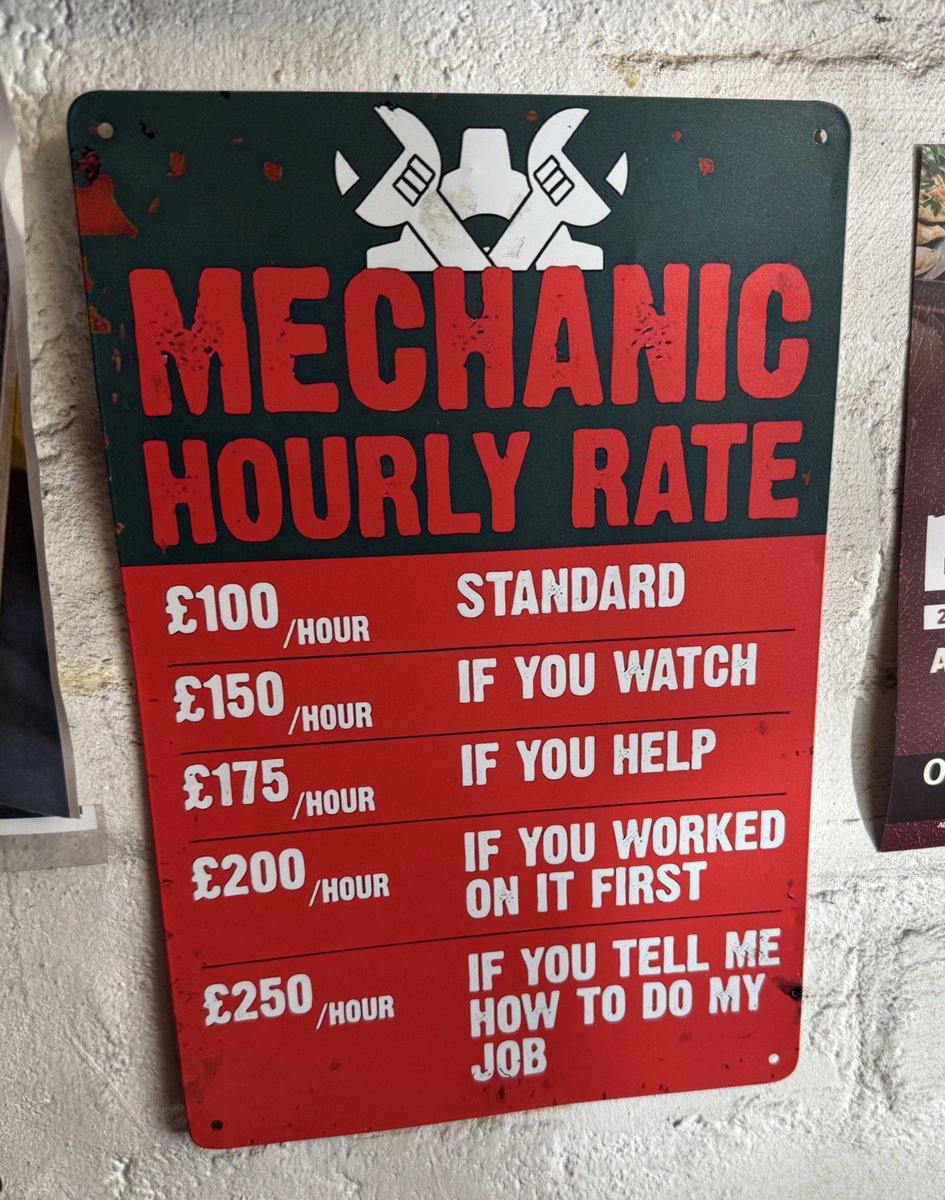 MECHANIC
HOURLY RATE
£100 /HOUR STANDARD
£150 /HOUR IF YOU WATCH
£175 /HOUR IF YOU HELP
£200 /HOUR IF YOU WORKED
ON IT FIRST
£250 /HOUR IF YOU TELL ME
HOW TO DO MY
JOB